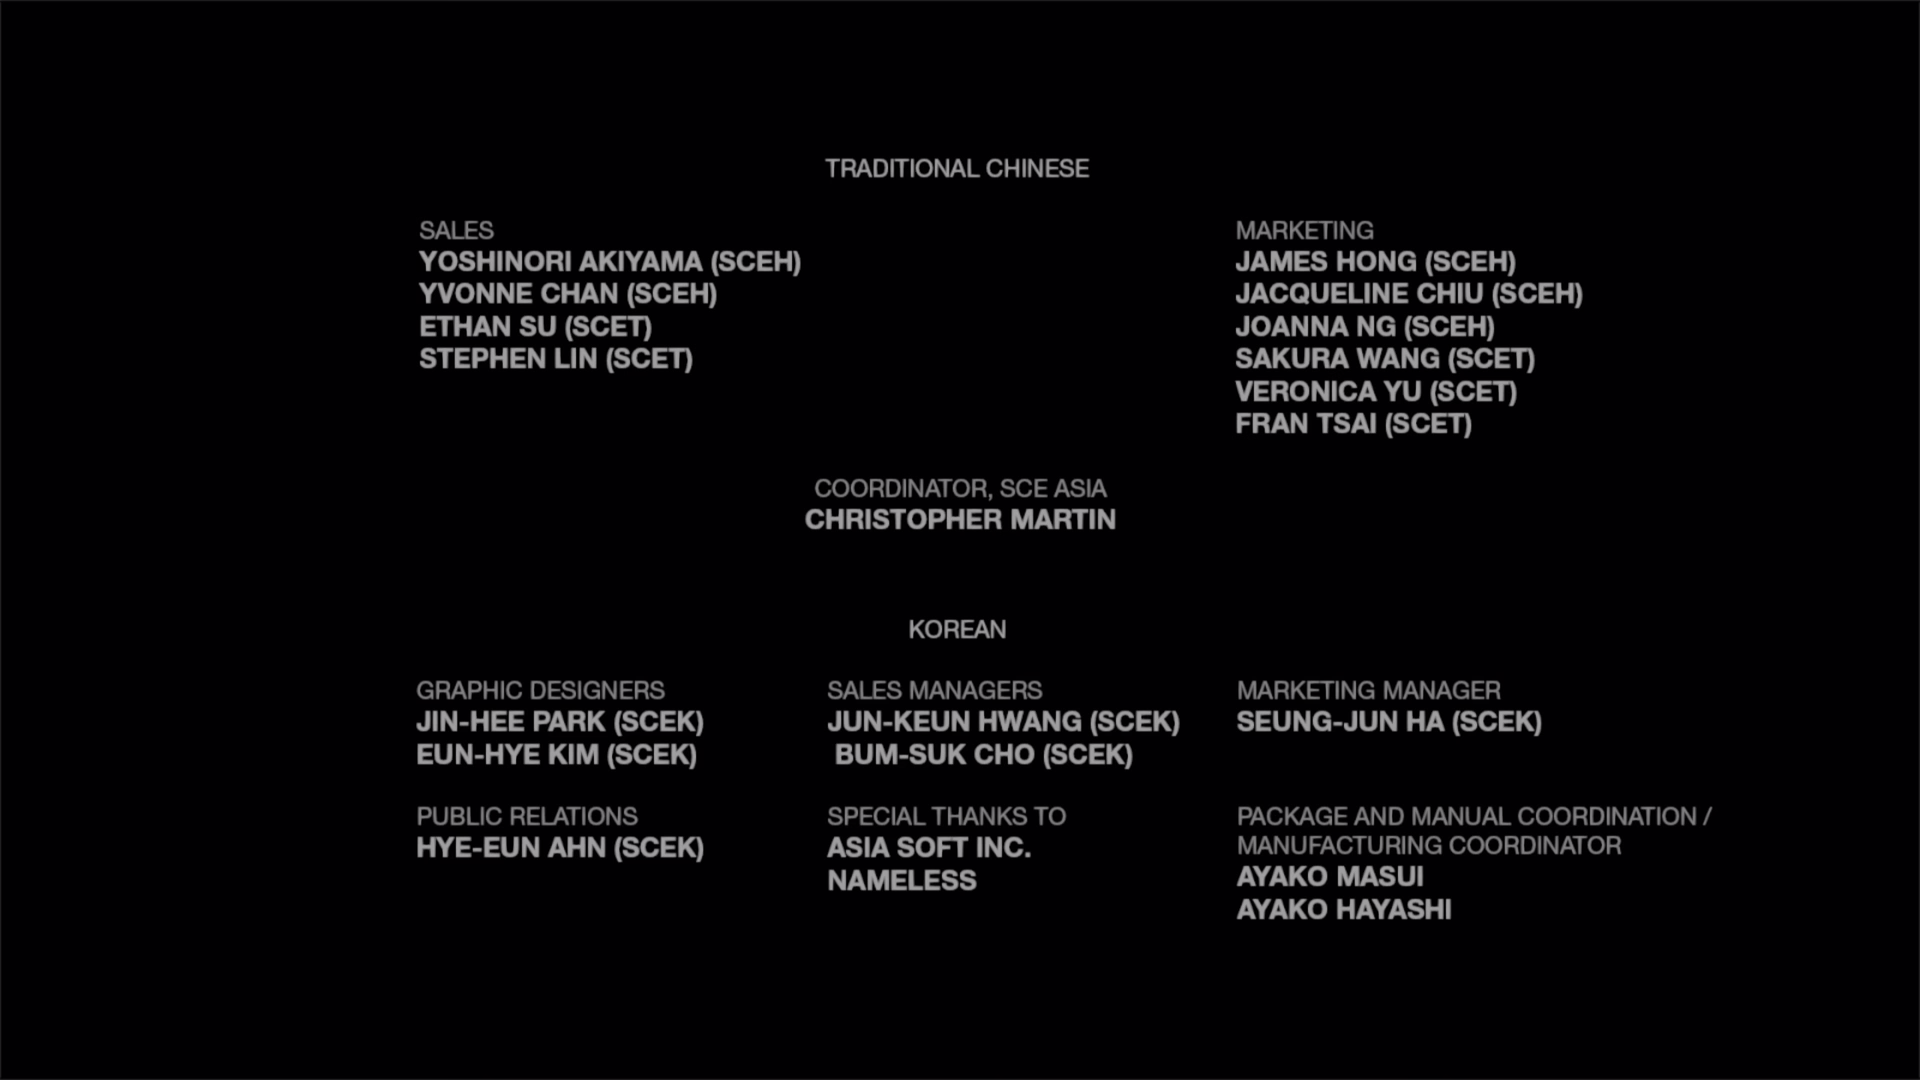 TRADITIONAL CHINESE
SALES
YOSHINORI AKIYAMA (SCEH)
YVONNE CHAN (SCEH)
ETHAN SU (SCET)
STEPHEN LIN (SCET)
MARKETING
JAMES HONG (SCEH)
JACQUELINE CHIU (SCEH)
JOANNA NG (SCEH)
SAKURA WANG (SCET)
VERONICA YU (SCET)
FRAN TSAI (SCET)
COORDINATOR, SCE ASIA
CHRISTOPHER MARTIN
KOREAN
GRAPHIC DESIGNERS
JIN-HEE PARK (SCEK)
EUN-HYE KIM (SCEK)
SALES MANAGERS
JUN-KEUN HWANG (SCEK)
BUM-SUK CHO (SCEK)
MARKETING MANAGER
SEUNG-JUN HA (SCEK)
PUBLIC RELATIONS
HYE-EUN AHN (SCEK)
SPECIAL THANKS TO
ASIA SOFT INC.
NAMELESS
PACKAGE AND MANUAL COORDINATION /
MANUFACTURING COORDINATOR
AYAKO MASUI
AYAKO HAYASHI